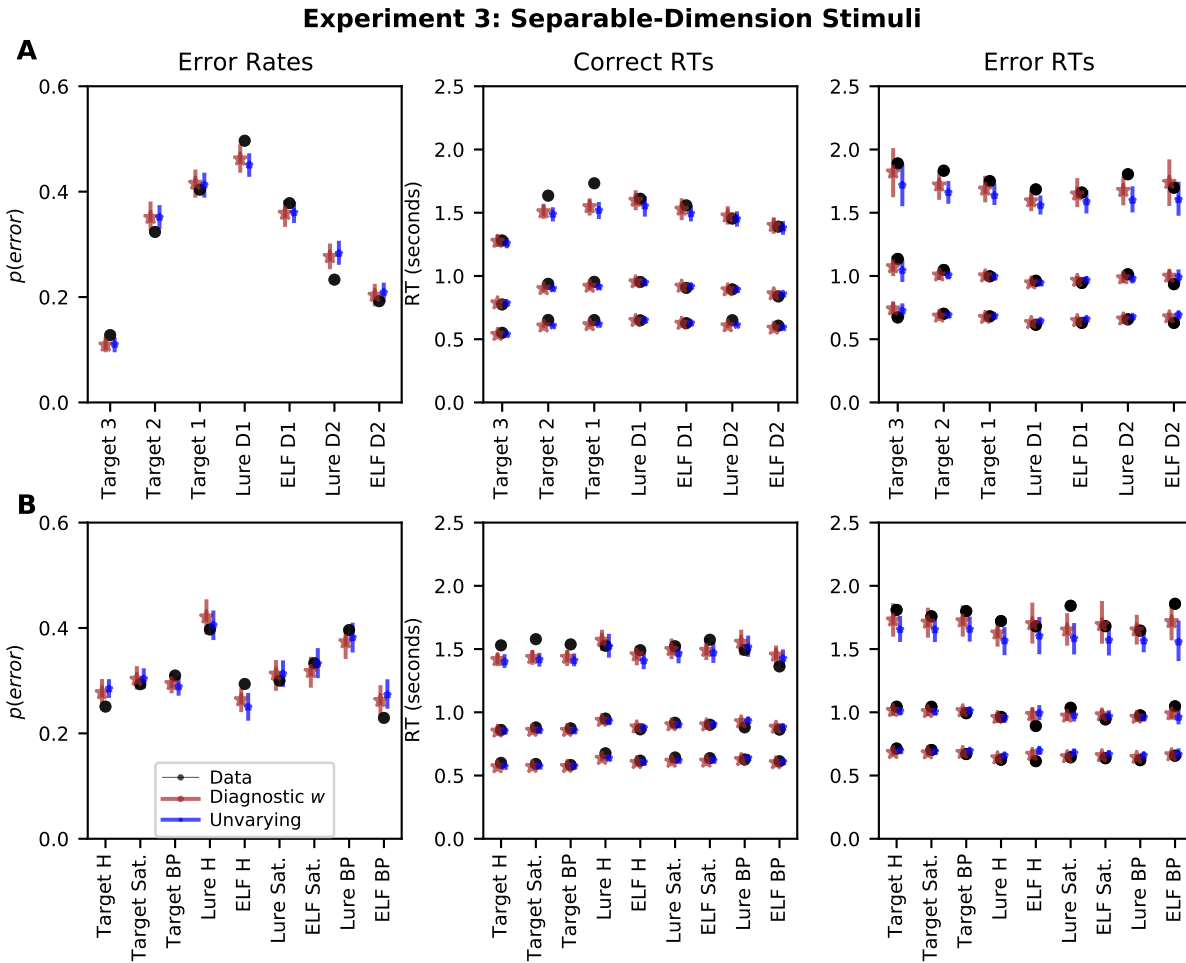 Experiment 3: Separable-Dimension Stimuli
A
Error Rates
Correct RTs
Error RTs
0.6
0.4
0.2
0.0
p(error)
2.5
2.0
1.5
1.0
0.5
0.0
RT (seconds)
2.5
2.0
1.5
1.0
0.5
0.0
Target 3
Target 2
Target 1
Lure D1
ELF D1
Lure D2
ELF D2
Target 3
Target 2
Target 1
Lure D1
ELF D1
Lure D2
ELF D2
Target 3
Target 2
Target 1
Lure D1
ELF D1
Lure D2
ELF D2
B
0.6
0.4
0.2
0.0
p(error)
Data
Diagnostic w
Unvarying
2.5
2.0
1.5
1.0
0.5
0.0
RT (seconds)
2.5
2.0
1.5
1.0
0.5
0.0
Target H
Target Sat.
Target BP
Lure H
ELF H
Lure Sat.
ELF Sat.
Lure BP
ELF BP
Target H
Target Sat.
Target BP
Lure H
ELF H
Lure Sat.
ELF Sat.
Lure BP
ELF BP
Target H
Target Sat.
Target BP
Lure H
ELF H
Lure Sat.
ELF Sat.
Lure BP
ELF BP